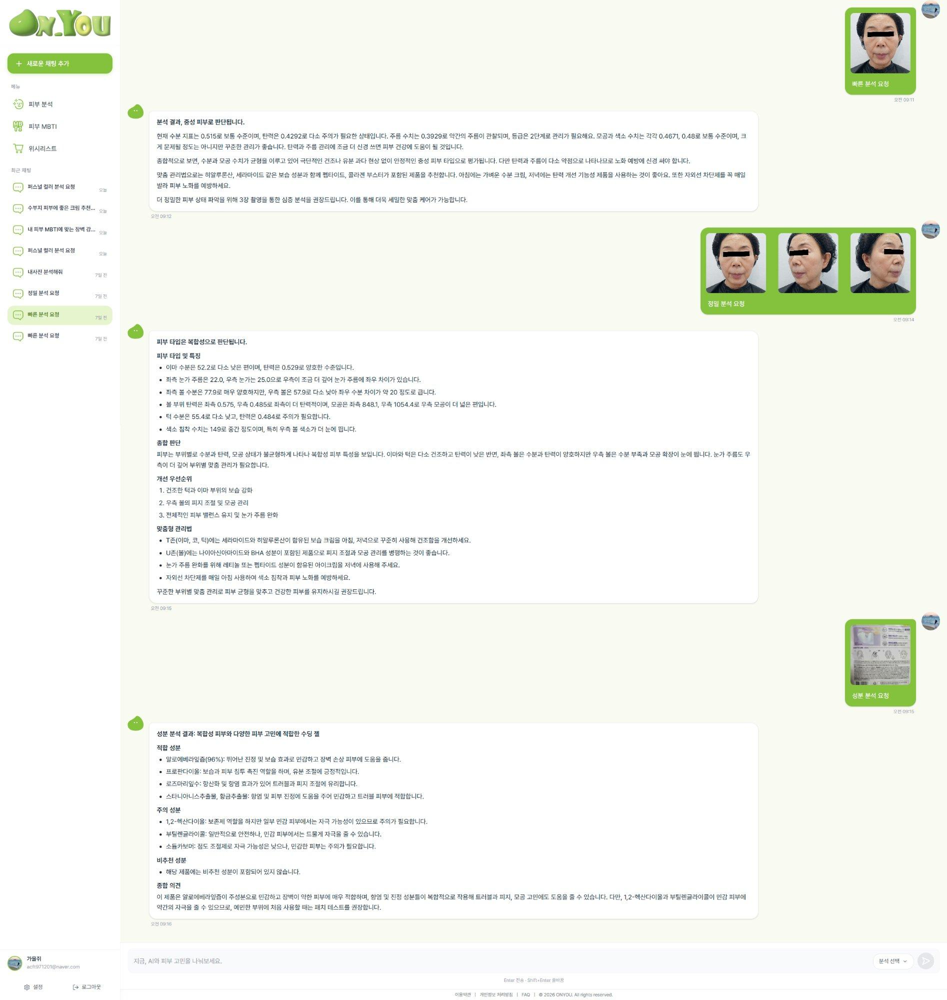 ON_YOU
새로운 채팅 추가
메뉴
피부 분석
피부 MBTI
위시리스트
최근 채팅
퍼스널 컬러 분석 요청
오늘
수부지 피부에 좋은 크림 추천...
오늘
내 피부 MBTI에 맞는 장벽 강...
오늘
퍼스널 컬러 분석 요청
오늘
내사진 분석해줘
7일 전
정밀 분석 요청
7일 전
빠른 분석 요청
7일 전
빠른 분석 요청
7일 전
가을쥐
acft971201@naver.com
설정
로그아웃
빠른 분석 요청
오전 09:11
분석 결과, 중성 피부로 판단됩니다.
현재 수분 지표는 0.515로 보통 수준이며, 탄력은 0.4292로 다소 주의가 필요한 상태입니다. 주름 수치는 0.3929로 약간의 주름이 관찰되며, 등급은 2단계로 관리가 필요해요. 모공과 색소 수치는 각각 0.4671, 0.48로 보통 수준이며, 크
게 문제될 정도는 아니지만 꾸준한 관리가 좋습니다. 탄력과 주름 관리에 조금 더 신경 쓰면 피부 건강에 도움이 될 것입니다.
종합적으로 보면, 수분과 모공 수치가 균형을 이루고 있어 극단적인 건조나 유분 과다 현상 없이 안정적인 중성 피부 타입으로 평가됩니다. 다만 탄력과 주름이 다소 약점으로 나타나므로 노화 예방에 신경 써야 합니다.
맞춤 관리법으로는 히알루론산, 세라마이드 같은 보습 성분과 함께 펩타이드, 콜라겐 부스터가 포함된 제품을 추천합니다. 아침에는 가벼운 수분 크림, 저녁에는 탄력 개선 기능성 제품을 사용하는 것이 좋아요. 또한 자외선 차단제를 꼭 매일
발라 피부 노화를 예방하세요.
더 정밀한 피부 상태 파악을 위해 3장 촬영을 통한 심층 분석을 권장드립니다. 이를 통해 더욱 세밀한 맞춤 케어가 가능합니다.
오전 09:12
정밀 분석 요청
오전 09:14
피부 타입은 복합성으로 판단됩니다.
피부 타입 및 특징
• 이마 수분은 52.2로 다소 낮은 편이며, 탄력은 0.529로 양호한 수준입니다.
• 좌측 눈가 주름은 22.0, 우측 눈가는 25.0으로 우측이 조금 더 깊어 눈가 주름에 좌우 차이가 있습니다.
• 좌측 볼 수분은 77.9로 매우 양호하지만, 우측 볼은 57.9로 다소 낮아 좌우 수분 차이가 약 20 정도로 큽니다.
• 볼 부위 탄력은 좌측 0.575, 우측 0.485로 좌측이 더 탄력적이며, 모공은 좌측 848.1, 우측 1054.4로 우측 모공이 더 넓은 편입니다.
• 턱 수분은 55.4로 다소 낮고, 탄력은 0.484로 주의가 필요합니다.
• 색소 침착 수치는 149로 중간 정도이며, 특히 우측 볼 색소가 더 눈에 띕니다.
종합 판단
피부는 부위별로 수분과 탄력, 모공 상태가 불균형하게 나타나 복합성 피부 특성을 보입니다. 이마와 턱은 다소 건조하고 탄력이 낮은 반면, 좌측 볼은 수분과 탄력이 양호하지만 우측 볼은 수분 부족과 모공 확장이 눈에 띕니다. 눈가 주름도 우
측이 더 깊어 부위별 맞춤 관리가 필요합니다.
개선 우선순위
1. 건조한 턱과 이마 부위의 보습 강화
2. 우측 볼의 피지 조절 및 모공 관리
3. 전체적인 피부 밸런스 유지 및 눈가 주름 완화
맞춤형 관리법
• T존(이마, 코, 턱)에는 세라마이드와 히알루론산이 함유된 보습 크림을 아침, 저녁으로 꾸준히 사용해 건조함을 개선하세요.
• U존(볼)에는 나이아신아마이드와 BHA 성분이 포함된 제품으로 피지 조절과 모공 관리를 병행하는 것이 좋습니다.
• 눈가 주름 완화를 위해 레티놀 또는 펩타이드 성분이 함유된 아이크림을 저녁에 사용해 주세요.
• 자외선 차단제를 매일 아침 사용하여 색소 침착과 피부 노화를 예방하세요.
꾸준한 부위별 맞춤 관리로 피부 균형을 맞추고 건강한 피부를 유지하시길 권장드립니다.
오전 09:15
성분 분석 요청
오전 09:15
성분 분석 결과: 복합성 피부와 다양한 피부 고민에 적합한 수딩 젤
적합 성분
• 알로에베라잎즙(96%): 뛰어난 진정 및 보습 효과로 민감하고 장벽 손상 피부에 도움을 줍니다.
• 프로판다이올: 보습과 피부 침투 촉진 역할을 하며, 유분 조절에 긍정적입니다.
• 로즈마리잎수: 항산화 및 항염 효과가 있어 트러블과 피지 조절에 유리합니다.
• 스타니아니스추출물, 황금추출물: 항염 및 피부 진정에 도움을 주어 민감하고 트러블 피부에 적합합니다.
주의 성분
• 1,2-헥산다이올: 보존제 역할을 하지만 일부 민감 피부에서는 자극 가능성이 있으므로 주의가 필요합니다.
• 부틸렌글라이콜: 일반적으로 안전하나, 민감 피부에서는 드물게 자극을 줄 수 있습니다.
• 소듐카보머: 점도 조절제로 자극 가능성은 낮으나, 민감한 피부는 주의가 필요합니다.
비추천 성분
• 해당 제품에는 비추천 성분이 포함되어 있지 않습니다.
종합 의견
이 제품은 알로에베라잎즙이 주성분으로 민감하고 장벽이 약한 피부에 매우 적합하며, 항염 및 진정 성분들이 복합적으로 작용해 트러블과 피지, 모공 고민에도 도움을 줄 수 있습니다. 다만, 1,2-헥산다이올과 부틸렌글라이콜이 민감 피부에
약간의 자극을 줄 수 있으므로, 예민한 부위에 처음 사용할 때는 패치 테스트를 권장합니다.
오전 09:16
지금, AI와 피부 고민을 나눠보세요.
분석 선택
Enter 전송 · Shift+Enter 줄바꿈
이용약관 | 개인정보 처리방침 | FAQ | © 2026 ONYOU. All rights reserved.